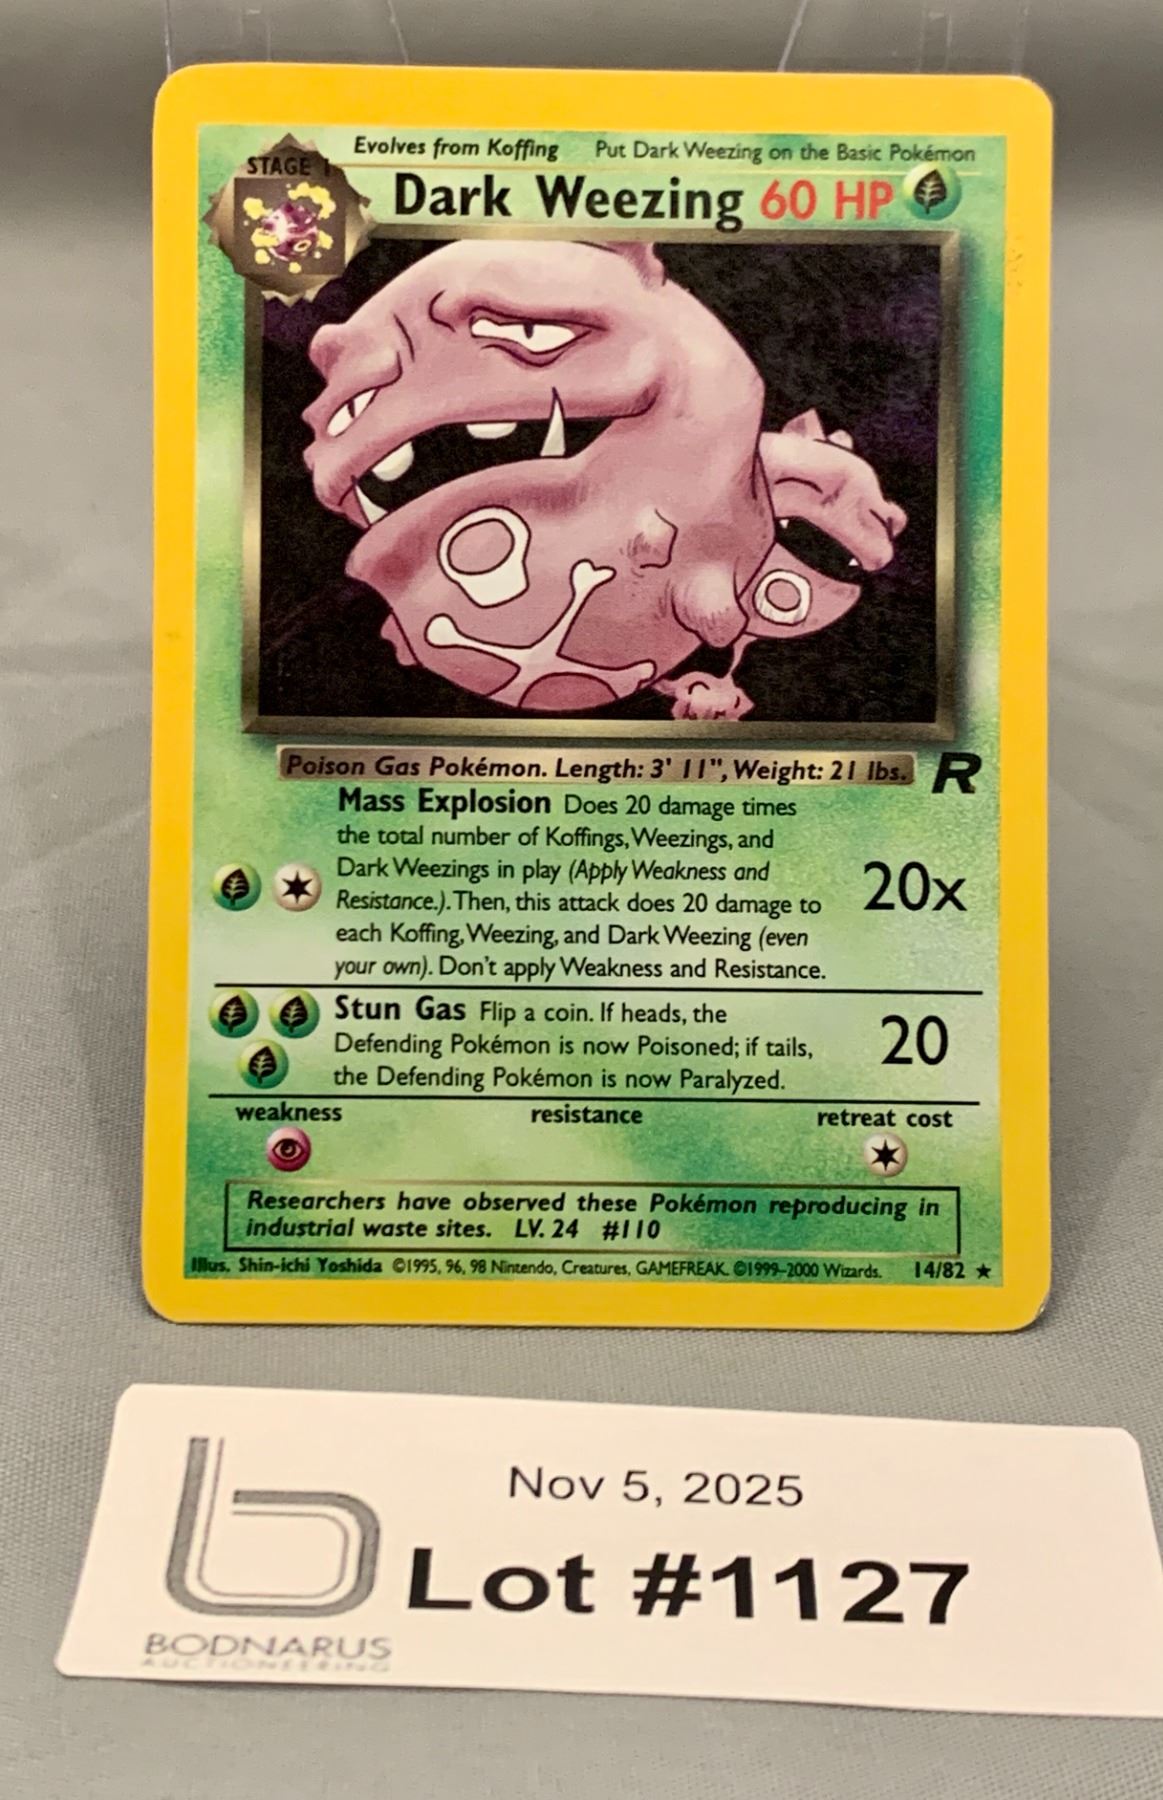 Evolves from Koffing Put Dark Weezing on the Basic Pokémon
STAGE 1
Dark Weezing 60 HP
Poison Gas Pokémon. Length: 3' 11", Weight: 21 lbs.
R
Mass Explosion Does 20 damage times
the total number of Koffings, Weezings, and
Dark Weezings in play (Apply Weakness and
Resistance.). Then, this attack does 20 damage to
each Koffing, Weezing, and Dark Weezing (even
your own). Don't apply Weakness and Resistance.
20x
Stun Gas Flip a coin. If heads, the
Defending Pokémon is now Poisoned; if tails,
the Defending Pokémon is now Paralyzed.
20
weakness resistance retreat cost
Researchers have observed these Pokémon reproducing in
industrial waste sites. LV. 24 #110
Illus. Shin-ichi Yoshida ©1995, 96, 98 Nintendo, Creatures, GAMEFREAK. ©1999-2000 Wizards. 14/82 ★
Nov 5, 2025
Lot #1127
BODNARUS
AUCTIONEERING